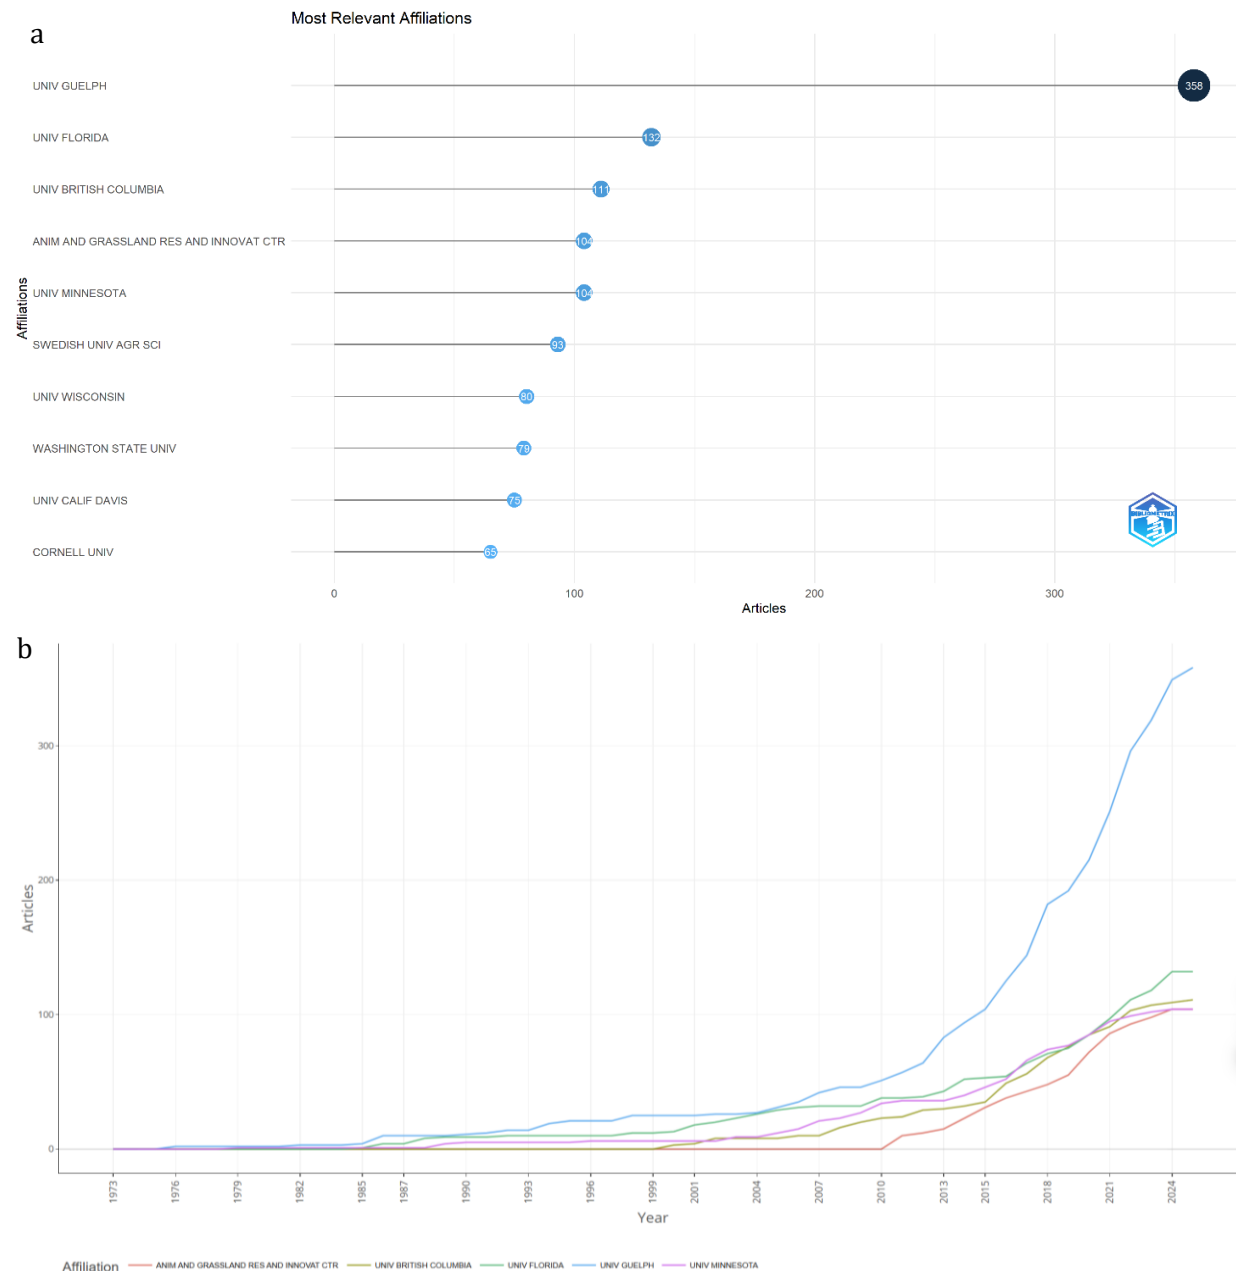 a
Most Relevant Affiliations
Affiliations
UNIV GUELPH 358
UNIV FLORIDA 132
UNIV BRITISH COLUMBIA 111
ANIM AND GRASSLAND RES AND INNOVAT CTR 104
UNIV MINNESOTA 104
SWEDISH UNIV AGR SCI 93
UNIV WISCONSIN 80
WASHINGTON STATE UNIV 79
UNIV CALIF DAVIS 75
CORNELL UNIV 65
BIBLIOMETRIX
0 100 200 300
Articles
b
Articles
300
200
100
0
1973 1976 1979 1982 1985 1987 1990 1993 1996 1999 2001 2004 2007 2010 2013 2015 2018 2021 2024
Year
Affiliation ANIM AND GRASSLAND RES AND INNOVAT CTR UNIV BRITISH COLUMBIA UNIV FLORIDA UNIV GUELPH UNIV MINNESOTA